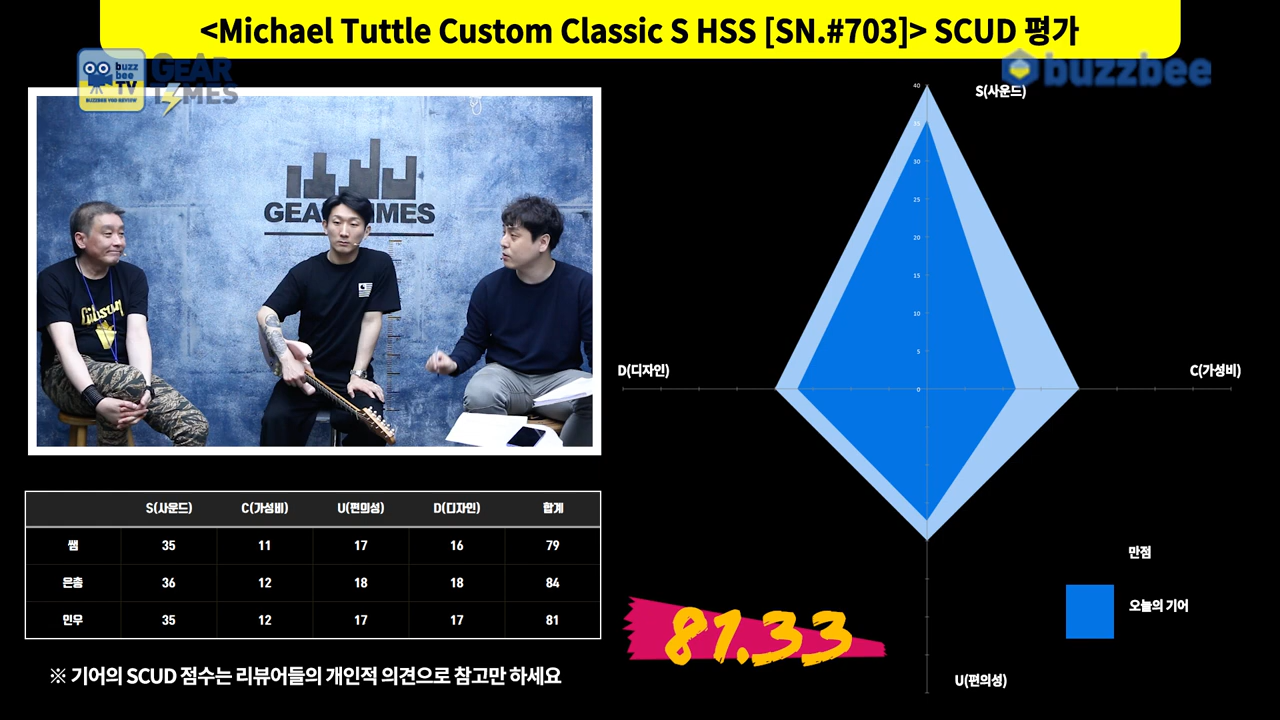 <Michael Tuttle Custom Classic S HSS [SN.#703]> SCUD 평가
buzz
bee
TV
BUZZBEE YOU REVIEW
GEAR
TIMES
buzzbee
GEAR TIMES
Gibson
S(사운드)
40
35
30
25
20
15
10
5
0
D(디자인)
C(가성비)
U(편의성)
만점
오늘의 기어
S(사운드) C(가성비) U(편의성) D(디자인) 합계
쌤 35 11 17 16 79
은총 36 12 18 18 84
민우 35 12 17 17 81
81.33
※ 기어의 SCUD 점수는 리뷰어들의 개인적 의견으로 참고만 하세요